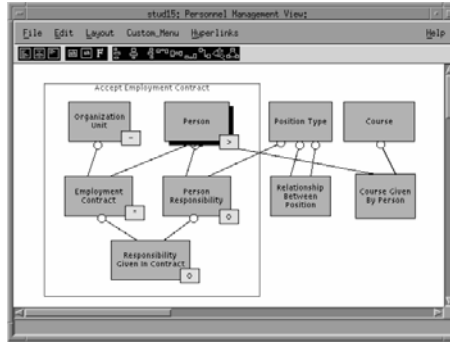 stud15: Personnel Management View:
File Edit Layout Custom_Menu Hyperlinks Help
F
Accept Employment Contract
Organization
Unit
Person
Position Type
Course
>
Employment
Contract
Person
Responsibility
Relationship
Between
Position
Course Given
By Person
Responsibility
Given In Contract